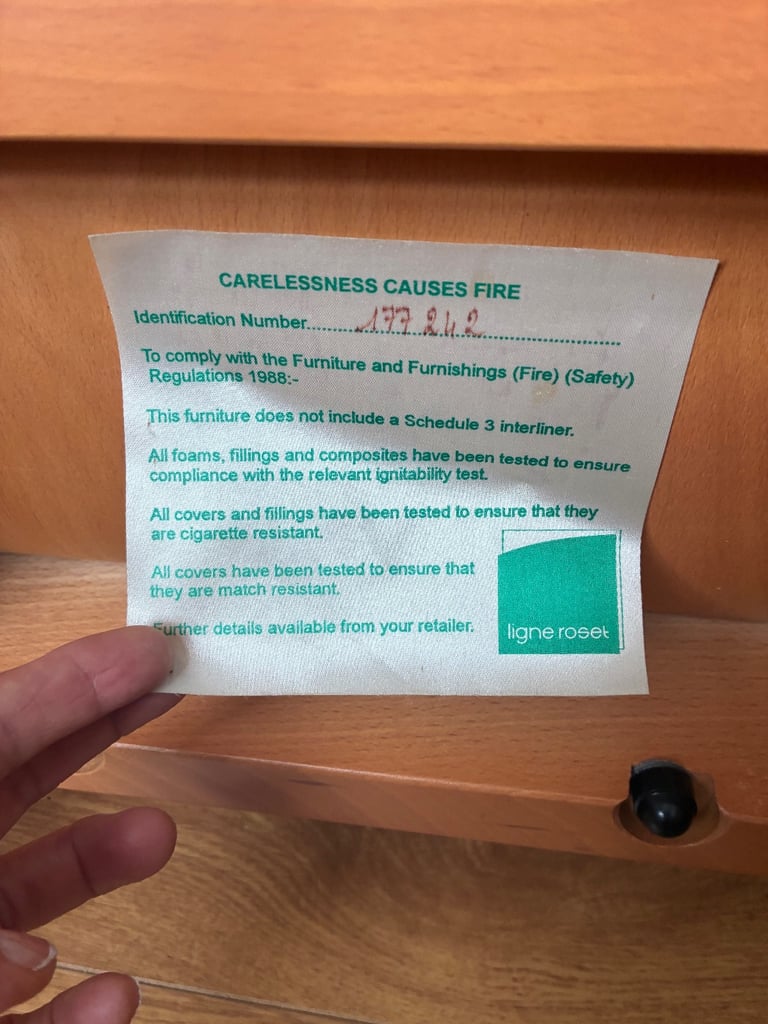 CARELESSNESS CAUSES FIRE
Identification Number........177242........................
To comply with the Furniture and Furnishings (Fire) (Safety)
Regulations 1988:-
This furniture does not include a Schedule 3 interliner.
All foams, fillings and composites have been tested to ensure
compliance with the relevant ignitability test.
All covers and fillings have been tested to ensure that they
are cigarette resistant.
All covers have been tested to ensure that
they are match resistant.
Further details available from your retailer.
ligne roset